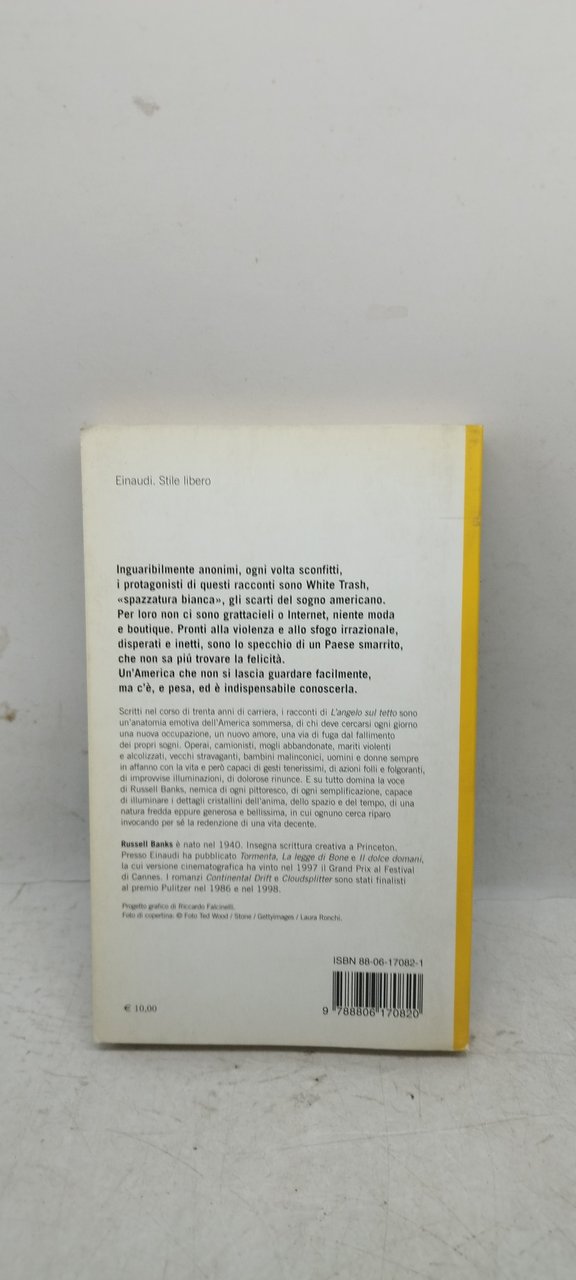 Einaudi. Stile libero
Inguaribilmente anonimi, ogni volta sconfitti,
i protagonisti di questi racconti sono White Trash,
«spazzatura bianca», gli scarti del sogno americano.
Per loro non ci sono grattacieli o Internet, niente moda
e boutique. Pronti alla violenza e allo sfogo irrazionale,
disperati e inetti, sono lo specchio di un Paese smarrito,
che non sa piú trovare la felicità.
Un'America che non si lascia guardare facilmente,
ma c'è, e pesa, ed è indispensabile conoscerla.
Scritti nel corso di trenta anni di carriera, i racconti di L'angelo sul tetto sono
un'anatomia emotiva dell'America sommersa, di chi deve cercarsi ogni giorno
una nuova occupazione, un nuovo amore, una via di fuga dal fallimento
dei propri sogni. Operai, camionisti, mogli abbandonate, mariti violenti
e alcolizzati, vecchi stravaganti, bambini malinconici, uomini e donne sempre
in affanno con la vita e però capaci di gesti tenerissimi, di azioni folli e folgoranti,
di improvvise illuminazioni, di dolorose rinunce. E su tutto domina la voce
di Russell Banks, nemica di ogni pittoresco, di ogni semplificazione, capace
di illuminare i dettagli cristallini dell'anima, dello spazio e del tempo, di una
natura fredda eppure generosa e bellissima, in cui ognuno cerca riparo
invocando per sé la redenzione di una vita decente.
Russell Banks è nato nel 1940. Insegna scrittura creativa a Princeton.
Presso Einaudi ha pubblicato Tormenta, La legge di Bone e Il dolce domani,
la cui versione cinematografica ha vinto nel 1997 il Grand Prix al Festival
di Cannes. I romanzi Continental Drift e Cloudsplitter sono stati finalisti
al premio Pulitzer nel 1986 e nel 1998.
Progetto grafico di Riccardo Falcinelli.
Foto di copertina: © Foto Ted Wood / Stone / Gettyimages / Laura Ronchi.
ISBN 88-06-17082-1
€ 10,00
9 788806 170820